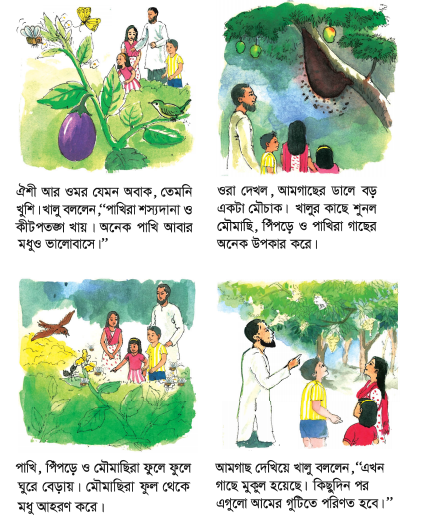 ঐশী আর ওমর যেমন অবাক, তেমনি
খুশি। খালু বললেন,“পাখিরা শস্যদানা ও
কীটপতঙ্গ খায়। অনেক পাখি আবার
মধুও ভালোবাসে।”
ওরা দেখল, আমগাছের ডালে বড়
একটা মৌচাক। খালুর কাছে শুনল
মৌমাছি, পিঁপড়ে ও পাখিরা গাছের
অনেক উপকার করে।
পাখি, পিঁপড়ে ও মৌমাছিরা ফুলে ফুলে
ঘুরে বেড়ায়। মৌমাছিরা ফুল থেকে
মধু আহরণ করে।
আমগাছ দেখিয়ে খালু বললেন,“এখন
গাছে মুকুল হয়েছে। কিছুদিন পর
এগুলো আমের গুটিতে পরিণত হবে।”